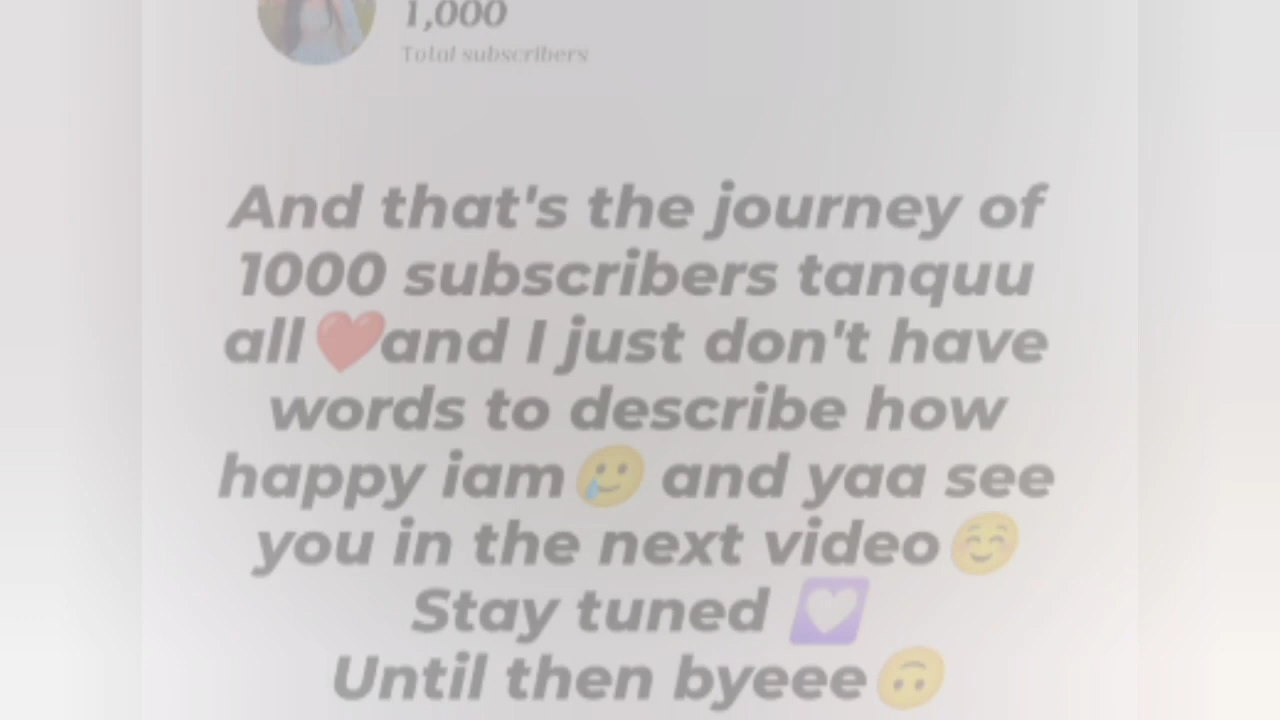 1,000
Total subscribers
And that's the journey of
1000 subscribers tanquu
all ❤️and I just don't have
words to describe how
happy iam🥲 and yaa see
you in the next video☺️
Stay tuned 💟
Until then byeee🙃